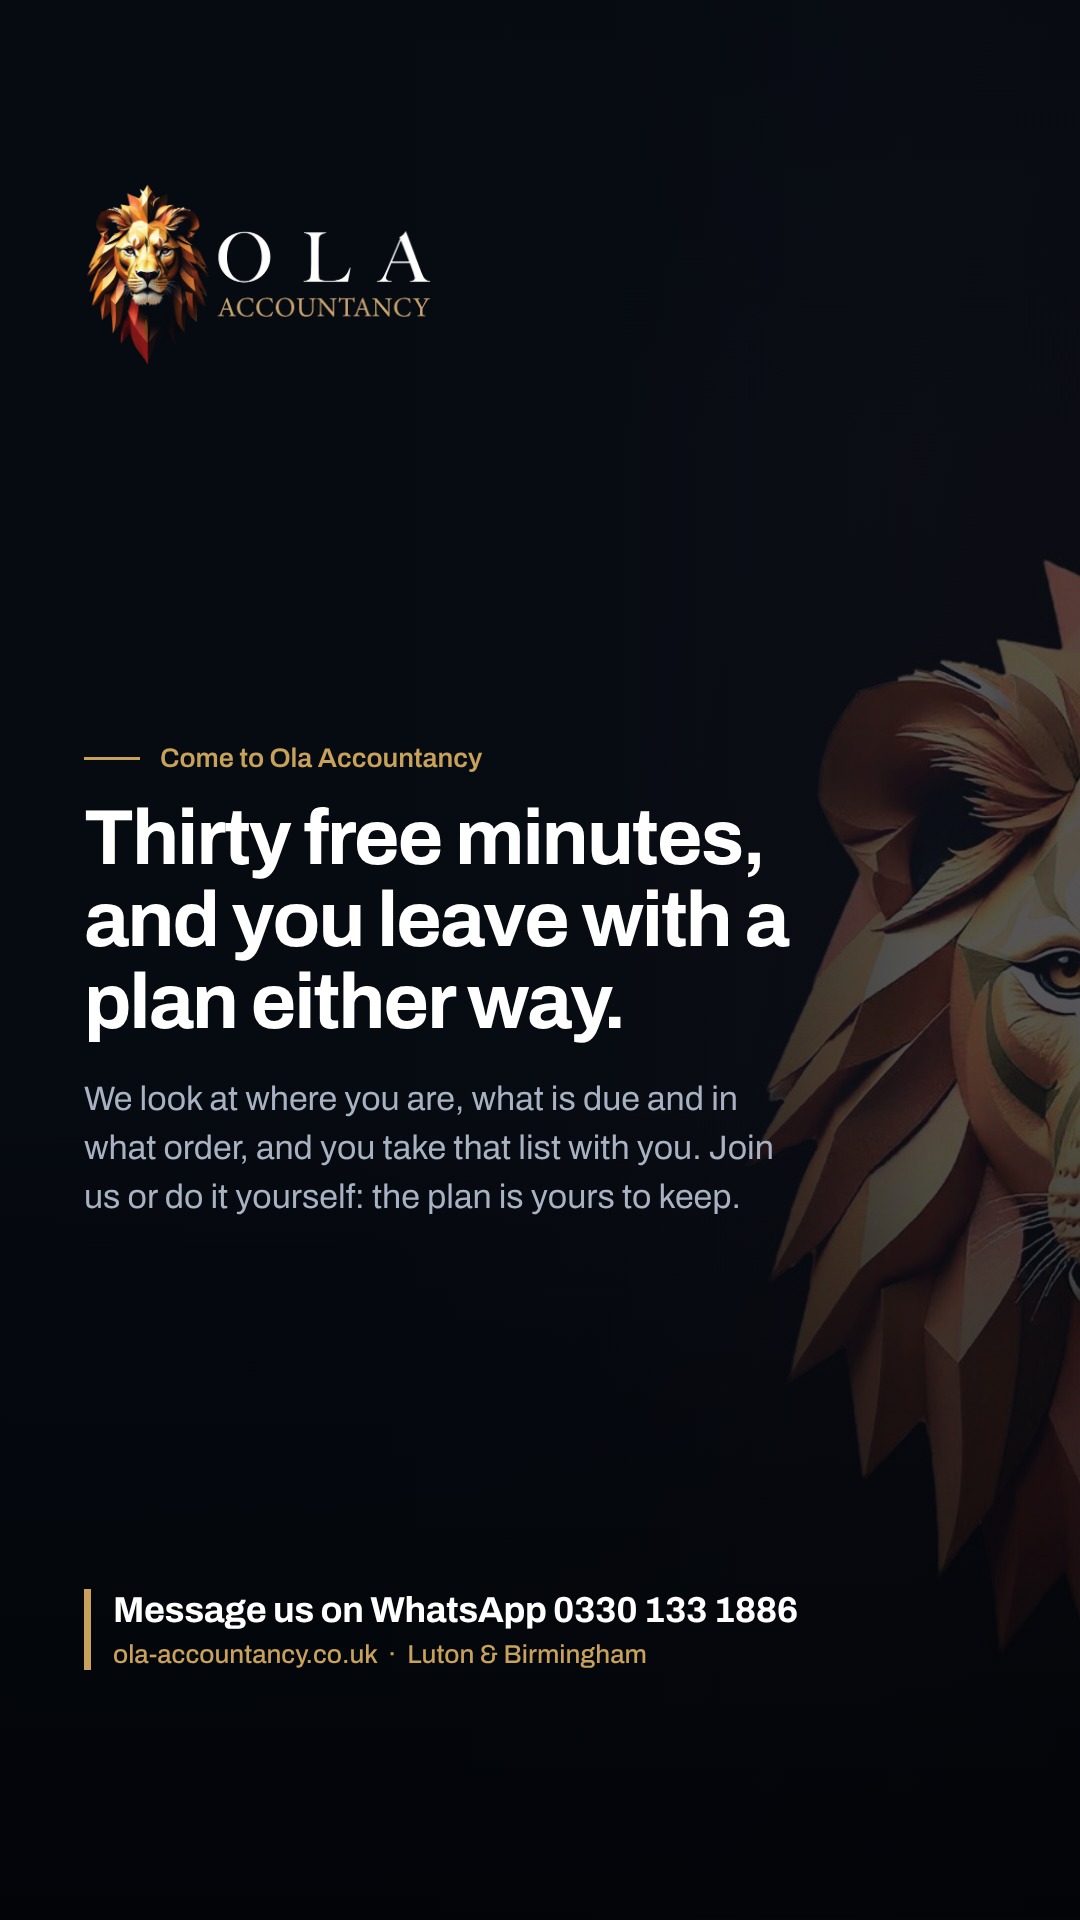 OLA
ACCOUNTANCY
Come to Ola Accountancy
Thirty free minutes,
and you leave with a
plan either way.
We look at where you are, what is due and in
what order, and you take that list with you. Join
us or do it yourself: the plan is yours to keep.
Message us on WhatsApp 0330 133 1886
ola-accountancy.co.uk · Luton & Birmingham